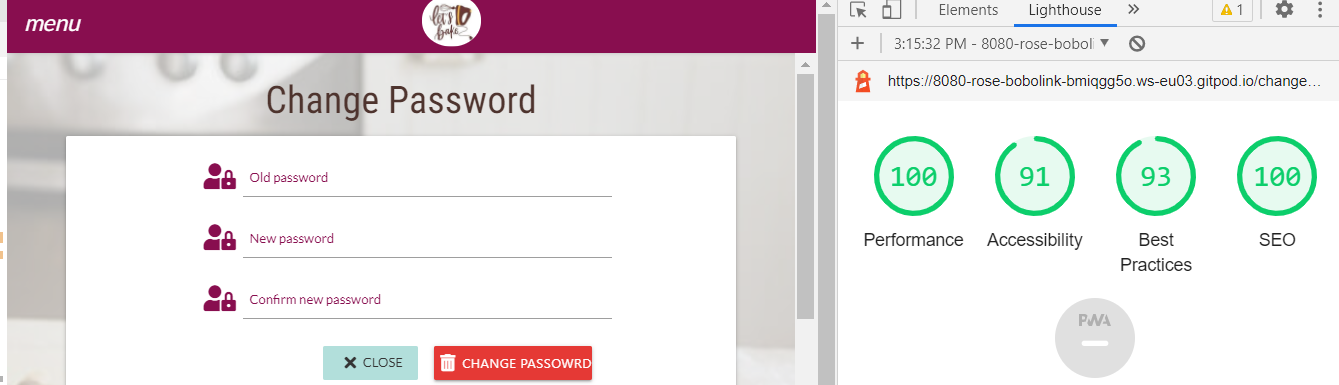 menu
let's
bake
Change Password
Old password
New password
Confirm new password
CLOSE
CHANGE PASSOWRD
Elements
Lighthouse
1
3:15:32 PM - 8080-rose-bobol
https://8080-rose-bobolink-bmiqgg5o.ws-eu03.gitpod.io/change…
100
91
93
100
Performance
Accessibility
Best
Practices
SEO
PWA